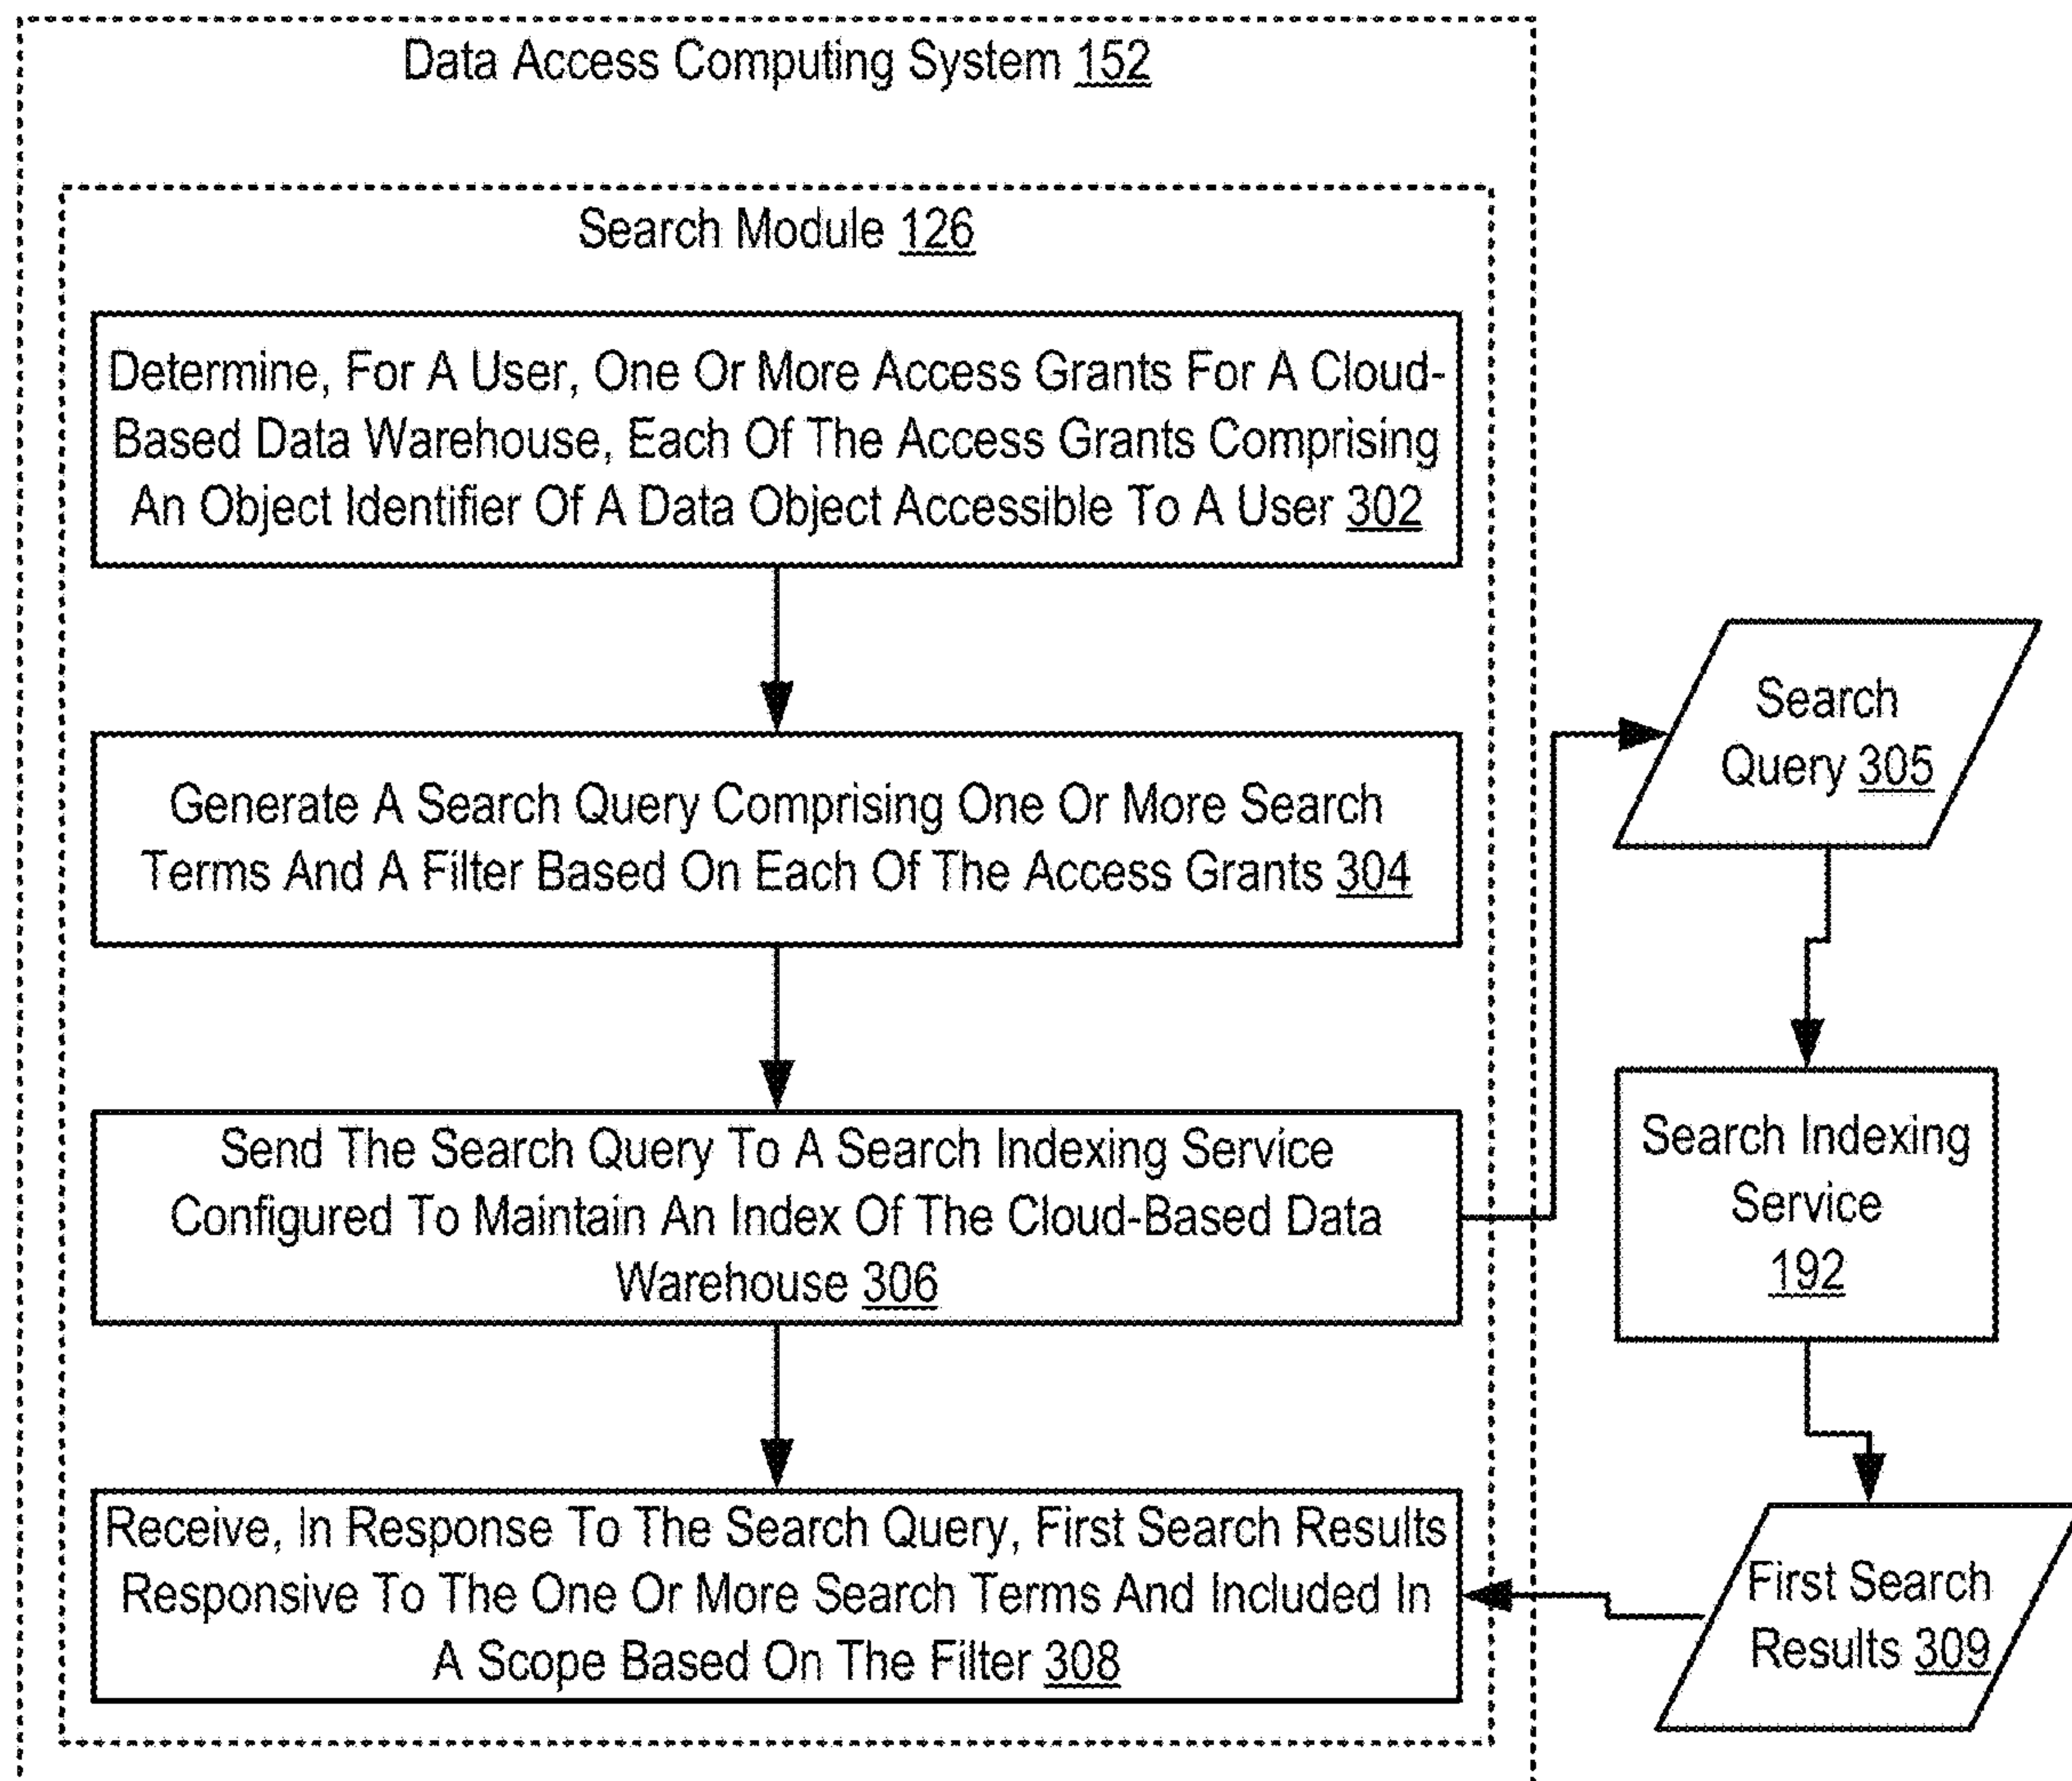 Data Access Computing System 152
Search Module 126
Determine, For A User, One Or More Access Grants For A Cloud-
Based Data Warehouse, Each Of The Access Grants Comprising
An Object Identifier Of A Data Object Accessible To A User 302
Generate A Search Query Comprising One Or More Search
Terms And A Filter Based On Each Of The Access Grants 304
Search
Query 305
Send The Search Query To A Search Indexing Service
Configured To Maintain An Index Of The Cloud-Based Data
Warehouse 306
Search Indexing
Service
192
Receive, In Response To The Search Query, First Search Results
Responsive To The One Or More Search Terms And Included In
A Scope Based On The Filter 308
First Search
Results 309